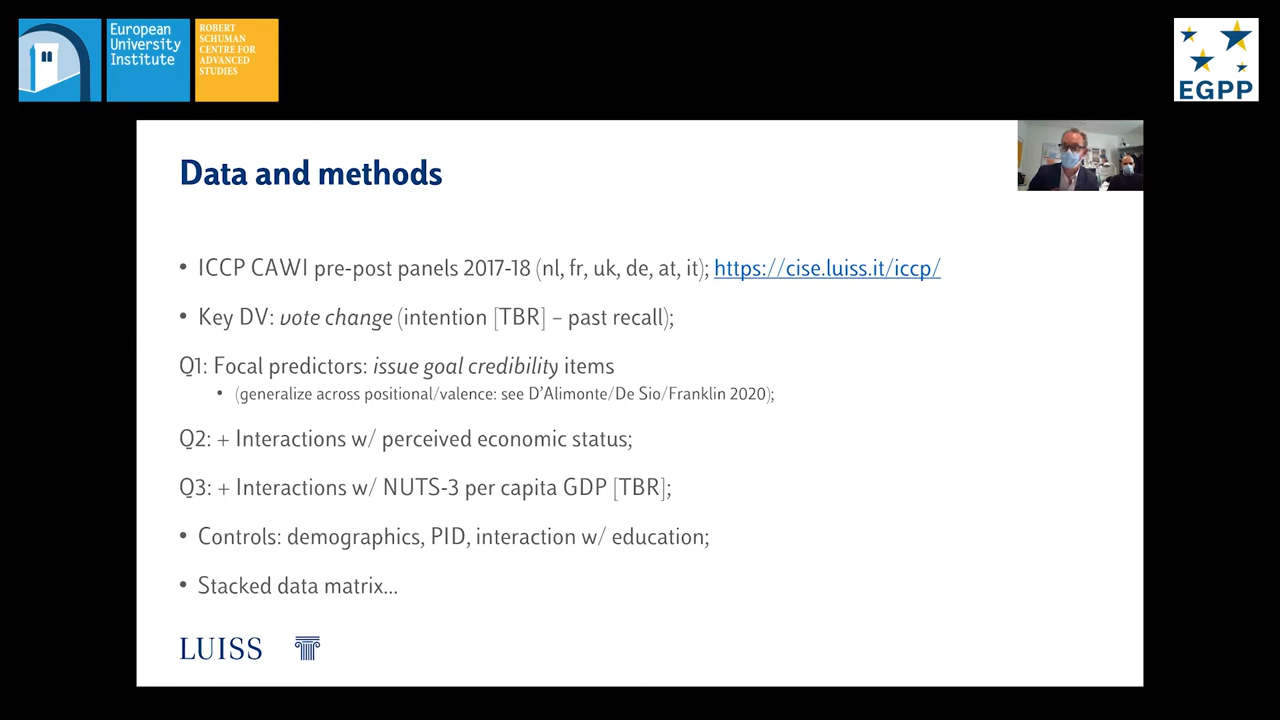 European
University
Institute
ROBERT
SCHUMAN
CENTRE FOR
ADVANCED
STUDIES
EGPP
Data and methods
• ICCP CAWI pre-post panels 2017-18 (nl, fr, uk, de, at, it); https://cise.luiss.it/iccp/
• Key DV: vote change (intention [TBR] – past recall);
Q1: Focal predictors: issue goal credibility items
• (generalize across positional/valence: see D'Alimonte/De Sio/Franklin 2020);
Q2: + Interactions w/ perceived economic status;
Q3: + Interactions w/ NUTS-3 per capita GDP [TBR];
• Controls: demographics, PID, interaction w/ education;
• Stacked data matrix...
LUISS